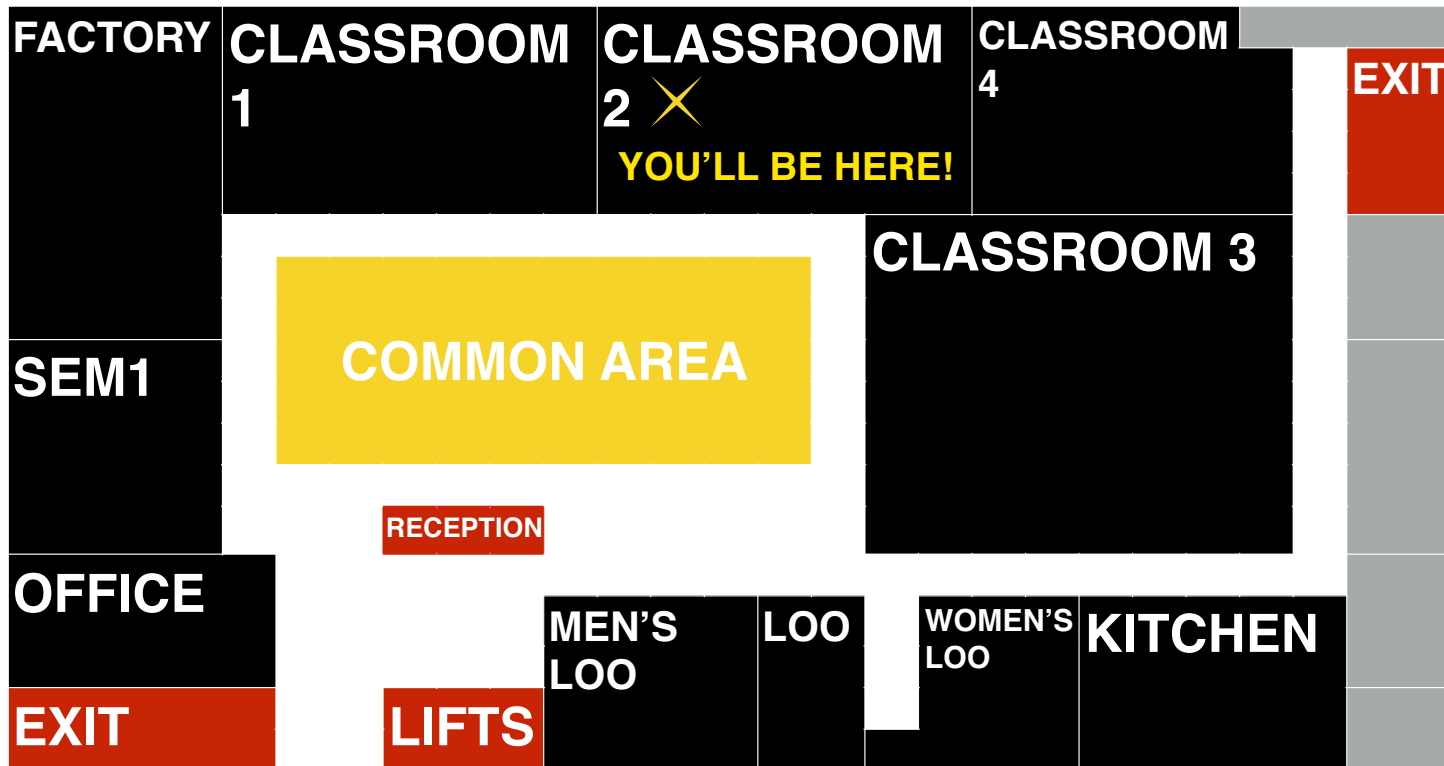 FACTORY
CLASSROOM
1
CLASSROOM
2
YOU'LL BE HERE!
CLASSROOM
4
EXIT
CLASSROOM 3
COMMON AREA
SEM1
RECEPTION
OFFICE
MEN'S
LOO
LOO
WOMEN'S
LOO
KITCHEN
EXIT
LIFTS